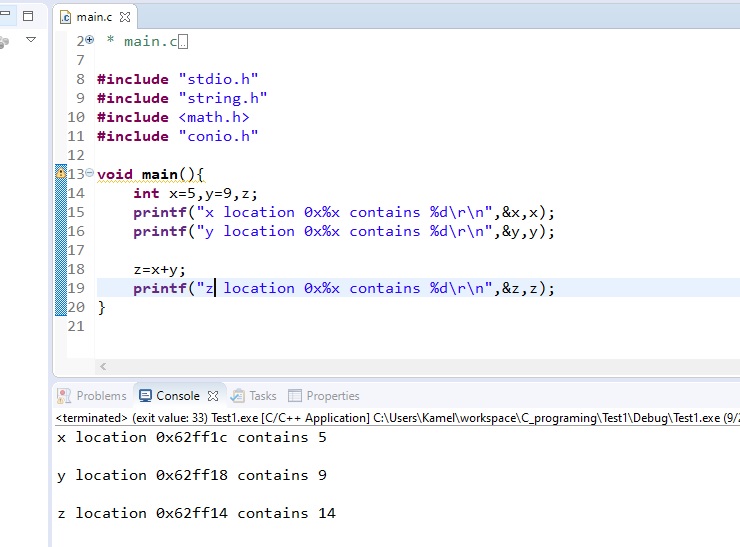 main.c
2 * main.c
7
8 #include "stdio.h"
9 #include "string.h"
10 #include <math.h>
11 #include "conio.h"
12
13 void main(){
14 int x=5,y=9,z;
15 printf("x location 0x%x contains %d\r\n",&x,x);
16 printf("y location 0x%x contains %d\r\n",&y,y);
17
18 z=x+y;
19 printf("z location 0x%x contains %d\r\n",&z,z);
20 }
21
Problems Console Tasks Properties
<terminated> (exit value: 33) Test1.exe [C/C++ Application] C:\Users\Kamel\workspace\C_programing\Test1\Debug\Test1.exe (9/
x location 0x62ff1c contains 5
y location 0x62ff18 contains 9
z location 0x62ff14 contains 14